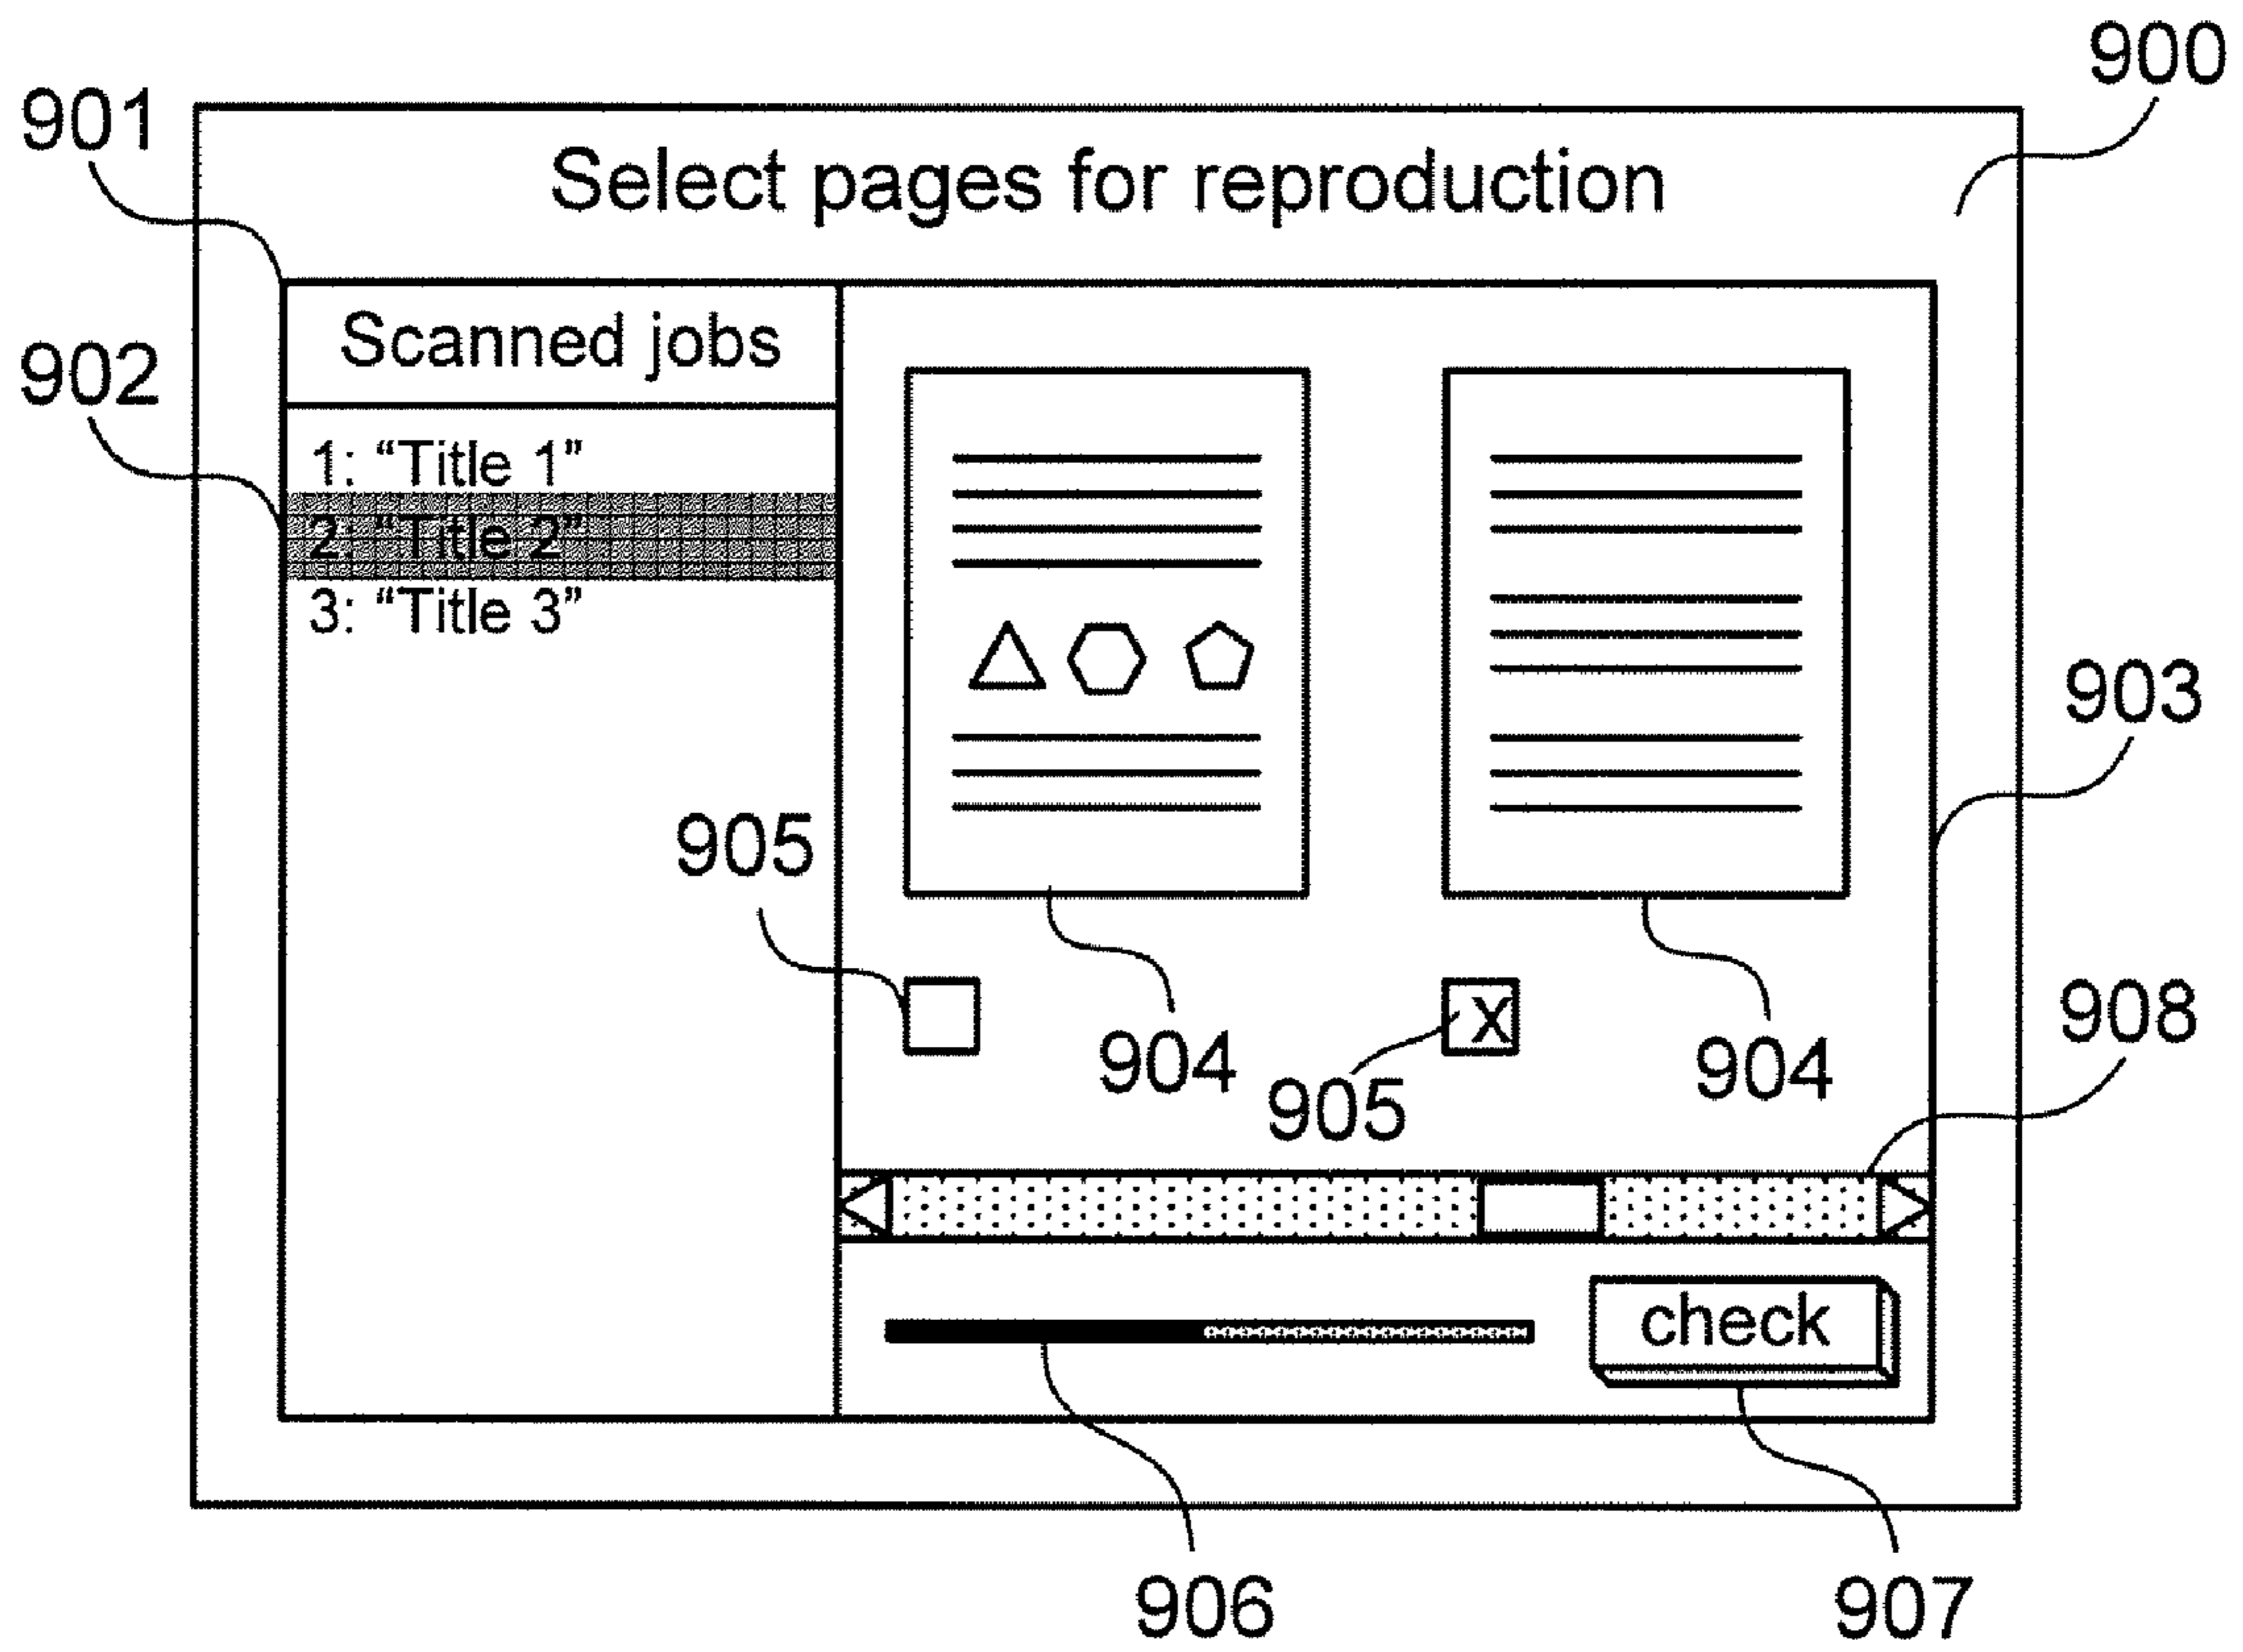 900
901
Select pages for reproduction
Scanned jobs
902
1: “Title 1”
2: “Title 2”
3: “Title 3”
903
905
908
904
904
905
X
check
906
907